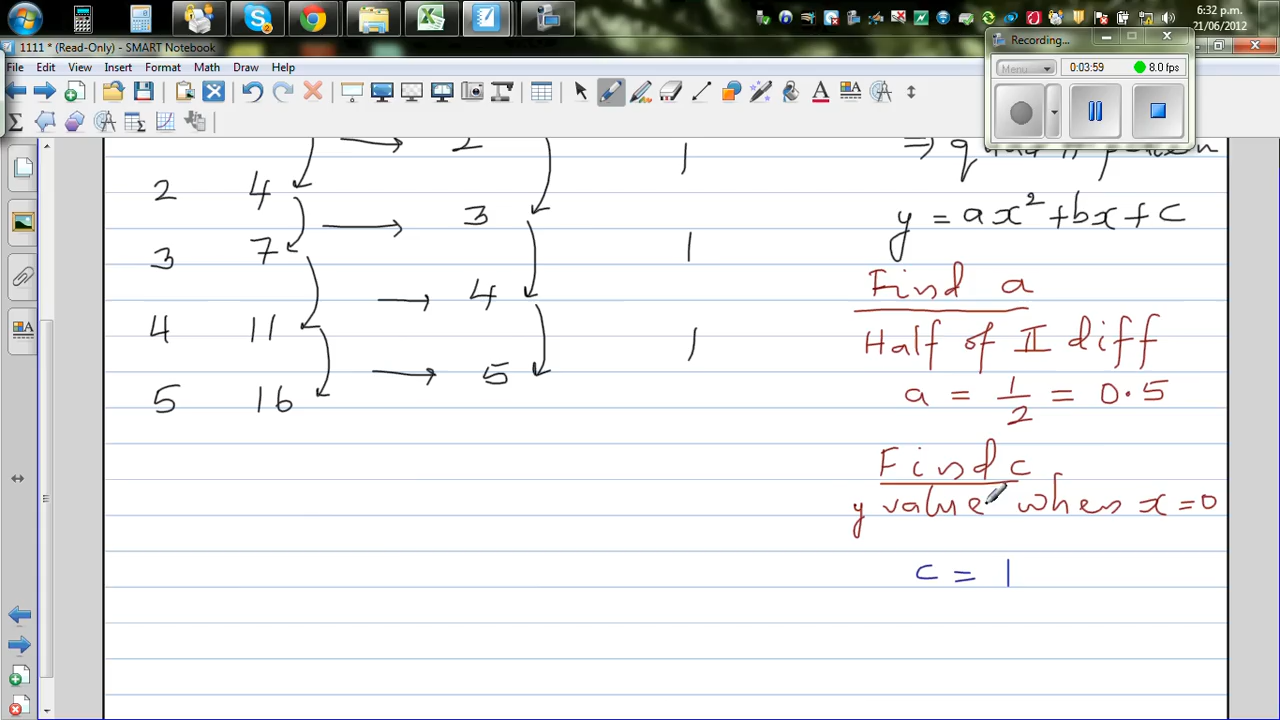 6:32 p.m.
21/06/2012
1111 * (Read-Only) - SMART Notebook
Recording...
File Edit View Insert Format Math Draw Help
Menu 0:03:59 8.0 fps
2
1
2 4
3
y = ax² + bx + c
3 7
1
Find a
4
4 11
1
Half of II diff
5
a = 1/2 = 0.5
5 16
Find c
y value when x = 0
c = 1